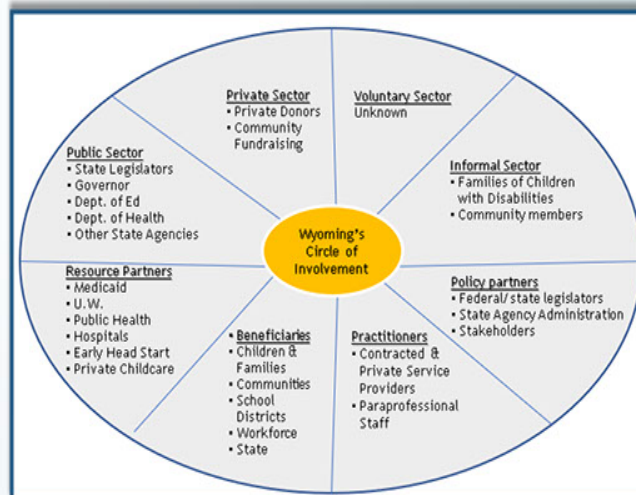 Private Sector
▪ Private Donors
▪ Community
Fundraising
Voluntary Sector
Unknown
Public Sector
▪ State Legislators
▪ Governor
▪ Dept. of Ed
▪ Dept. of Health
▪ Other State Agencies
Informal Sector
▪ Families of Children
with Disabilities
▪ Community members
Wyoming's
Circle of
Involvement
Resource Partners
▪ Medicaid
▪ U.W.
▪ Public Health
▪ Hospitals
▪ Early Head Start
▪ Private Childcare
Policy partners
▪ Federal/ state legislators
▪ State Agency Administration
▪ Stakeholders
▪ Beneficiaries
▪ Children &
Families
▪ Communities
▪ School
Districts
▪ Workforce
▪ State
Practitioners
▪ Contracted &
Private Service
Providers
▪ Paraprofessional
Staff